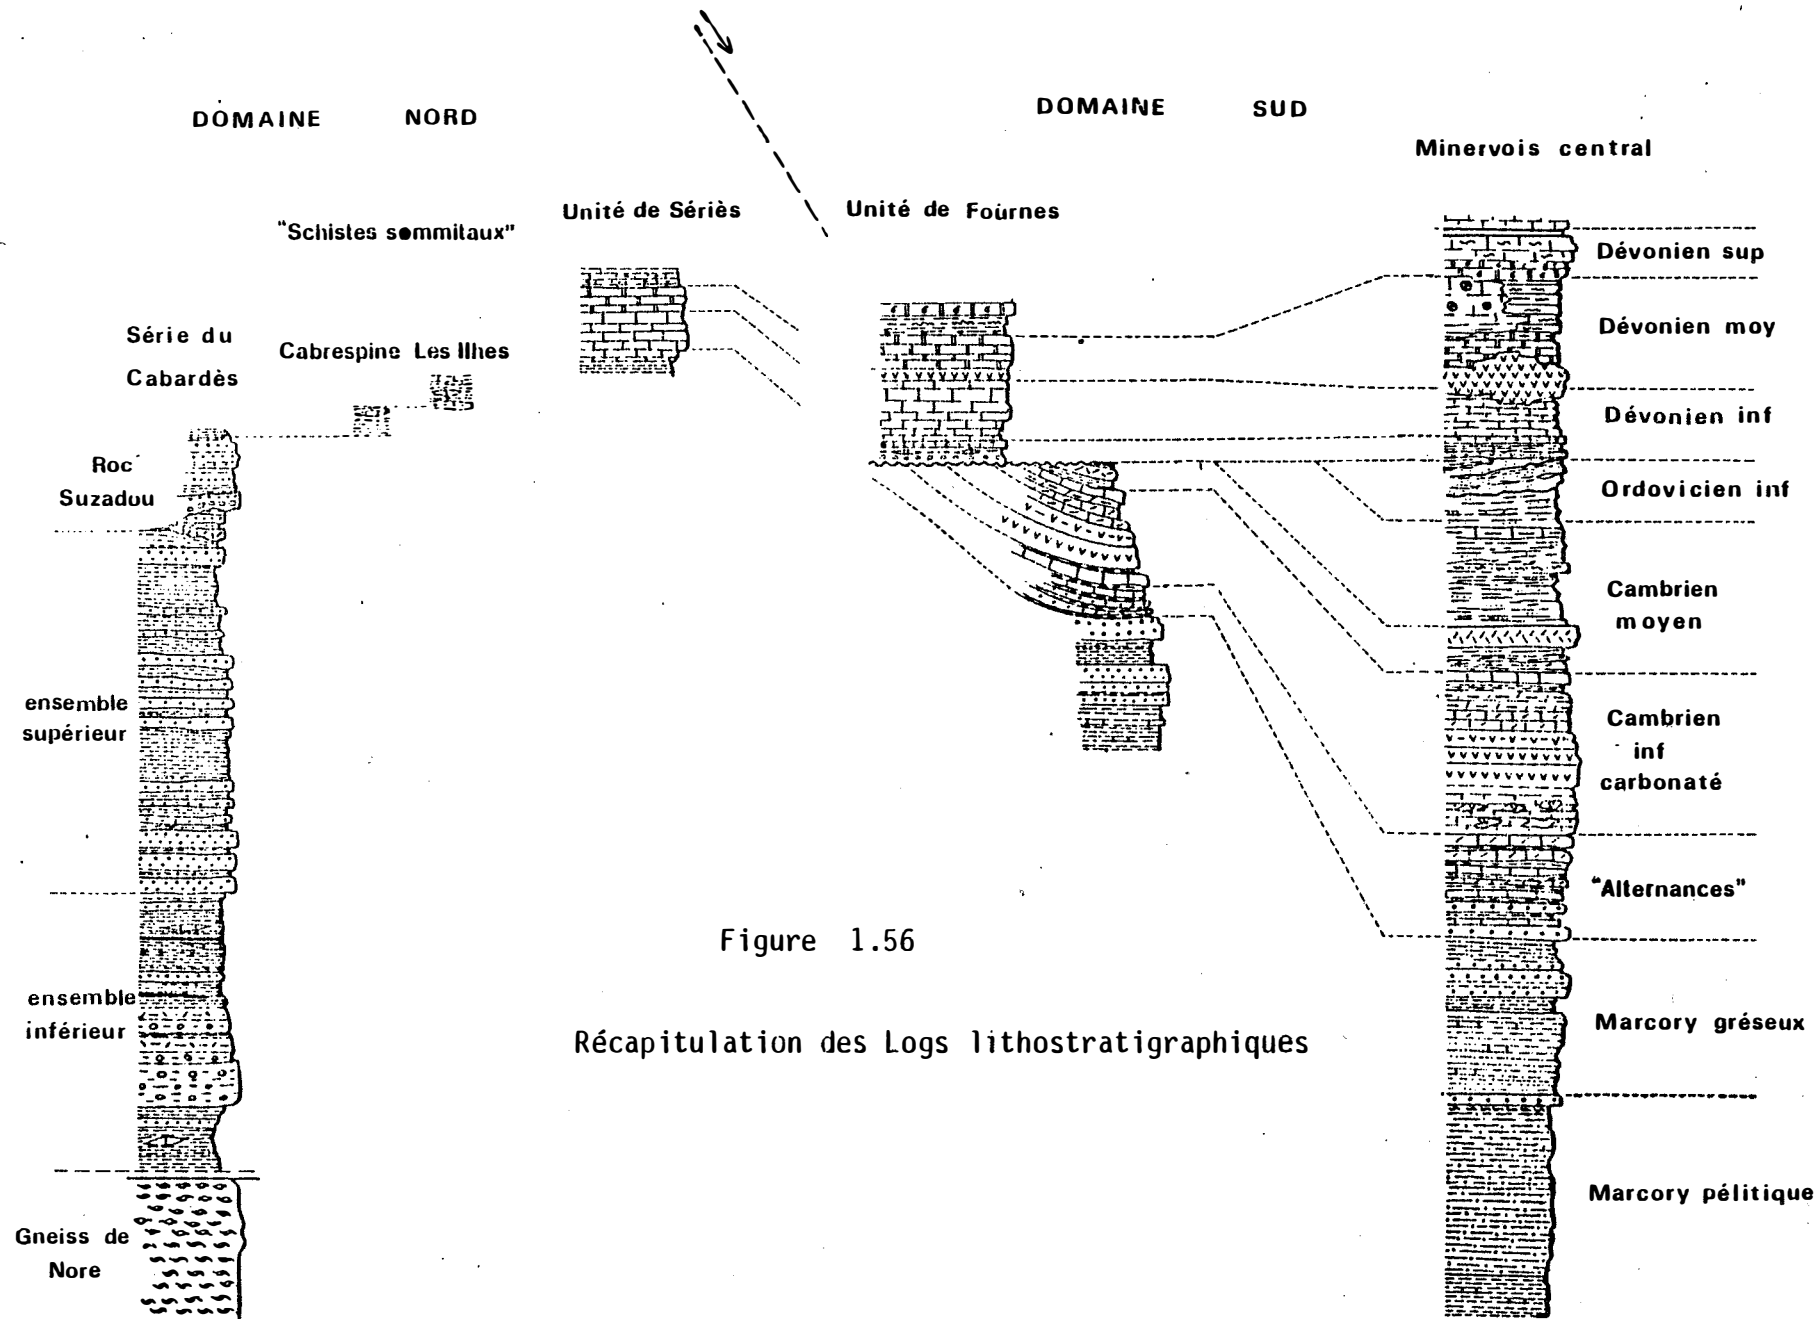 DOMAINE NORD
DOMAINE SUD
Minervois central
"Schistes sommitaux"
Unité de Sériès
Unité de Fournes
Série du
Cabardès
Cabrespine Les Ilhes
Roc
Suzadou
ensemble
supérieur
ensemble
inférieur
Gneiss de
Nore
Dévonien sup
Dévonien moy
Dévonien inf
Ordovicien inf
Cambrien
moyen
Cambrien
inf
carbonaté
"Alternances"
Marcory gréseux
Marcory pélitique
Figure 1.56
Récapitulation des Logs lithostratigraphiques